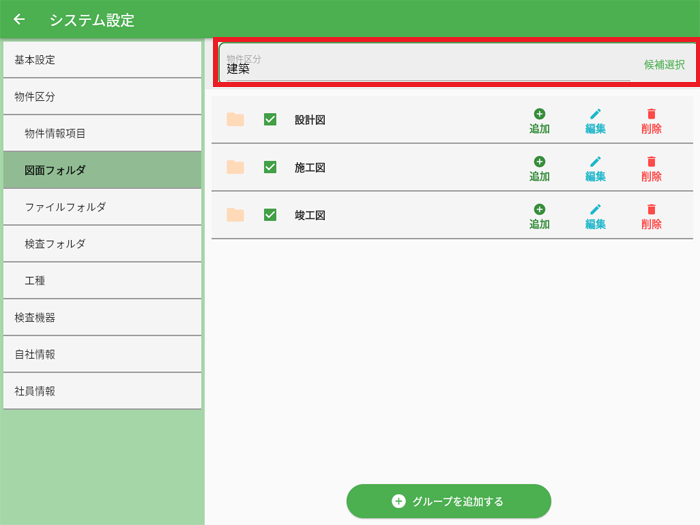 システム設定
基本設定
物件区分
物件情報項目
図面フォルダ
ファイルフォルダ
検査フォルダ
工種
検査機器
自社情報
社員情報
物件区分
建築
候補選択
設計図
追加
編集
削除
施工図
追加
編集
削除
竣工図
追加
編集
削除
グループを追加する